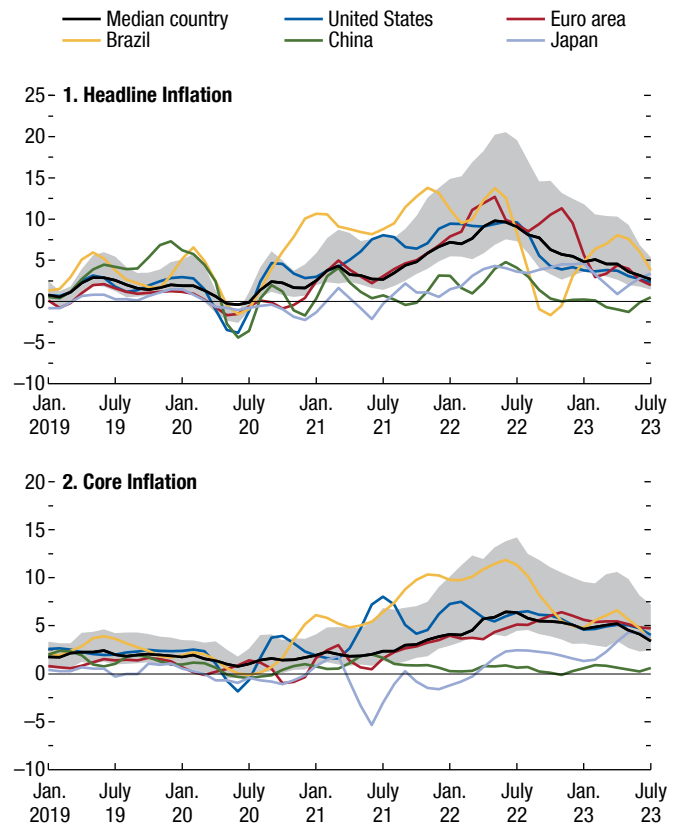 Median country United States Euro area
Brazil China Japan
1. Headline Inflation
25
20
15
10
5
0
–5
–10
Jan. July Jan. July Jan. July Jan. July Jan. July
2019 19 20 20 21 21 22 22 23 23
2. Core Inflation
20
15
10
5
0
–5
–10
Jan. July Jan. July Jan. July Jan. July Jan. July
2019 19 20 20 21 21 22 22 23 23